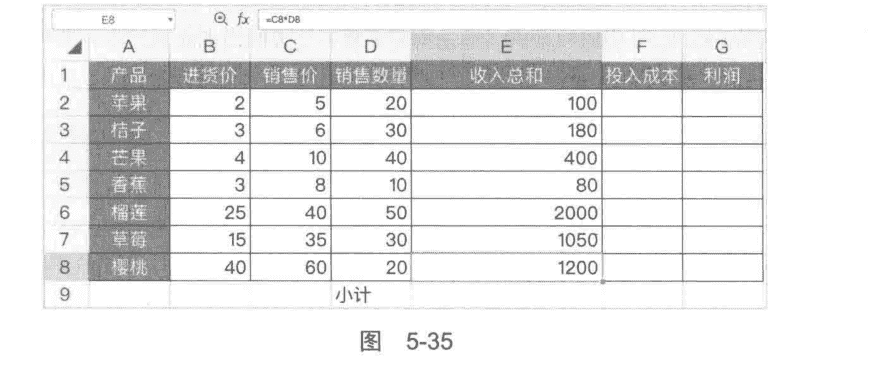 E8 fx =C8*D8
A B C D E F G
1 产品 进货价 销售价 销售数量 收入总和 投入成本 利润
2 苹果 2 5 20 100
3 桔子 3 6 30 180
4 芒果 4 10 40 400
5 香蕉 3 8 10 80
6 榴莲 25 40 50 2000
7 草莓 15 35 30 1050
8 樱桃 40 60 20 1200
9 小计
图 5-35